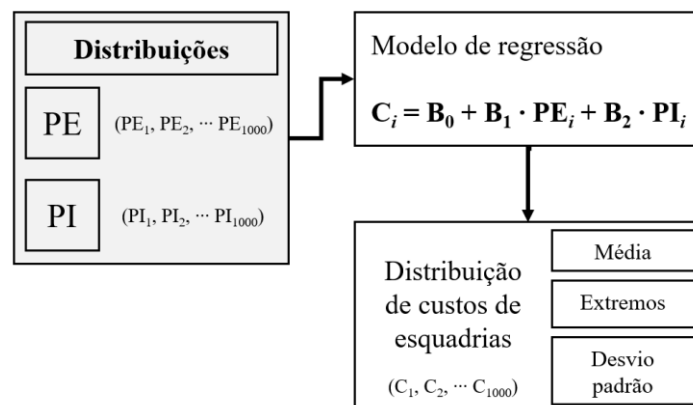 Distribuições
PE (PE₁, PE₂, ⋯ PE₁₀₀₀)
PI (PI₁, PI₂, ⋯ PI₁₀₀₀)
Modelo de regressão
Cᵢ = B₀ + B₁ · PEᵢ + B₂ · PIᵢ
Distribuição
de custos de
esquadrias
(C₁, C₂, ⋯ C₁₀₀₀)
Média
Extremos
Desvio
padrão